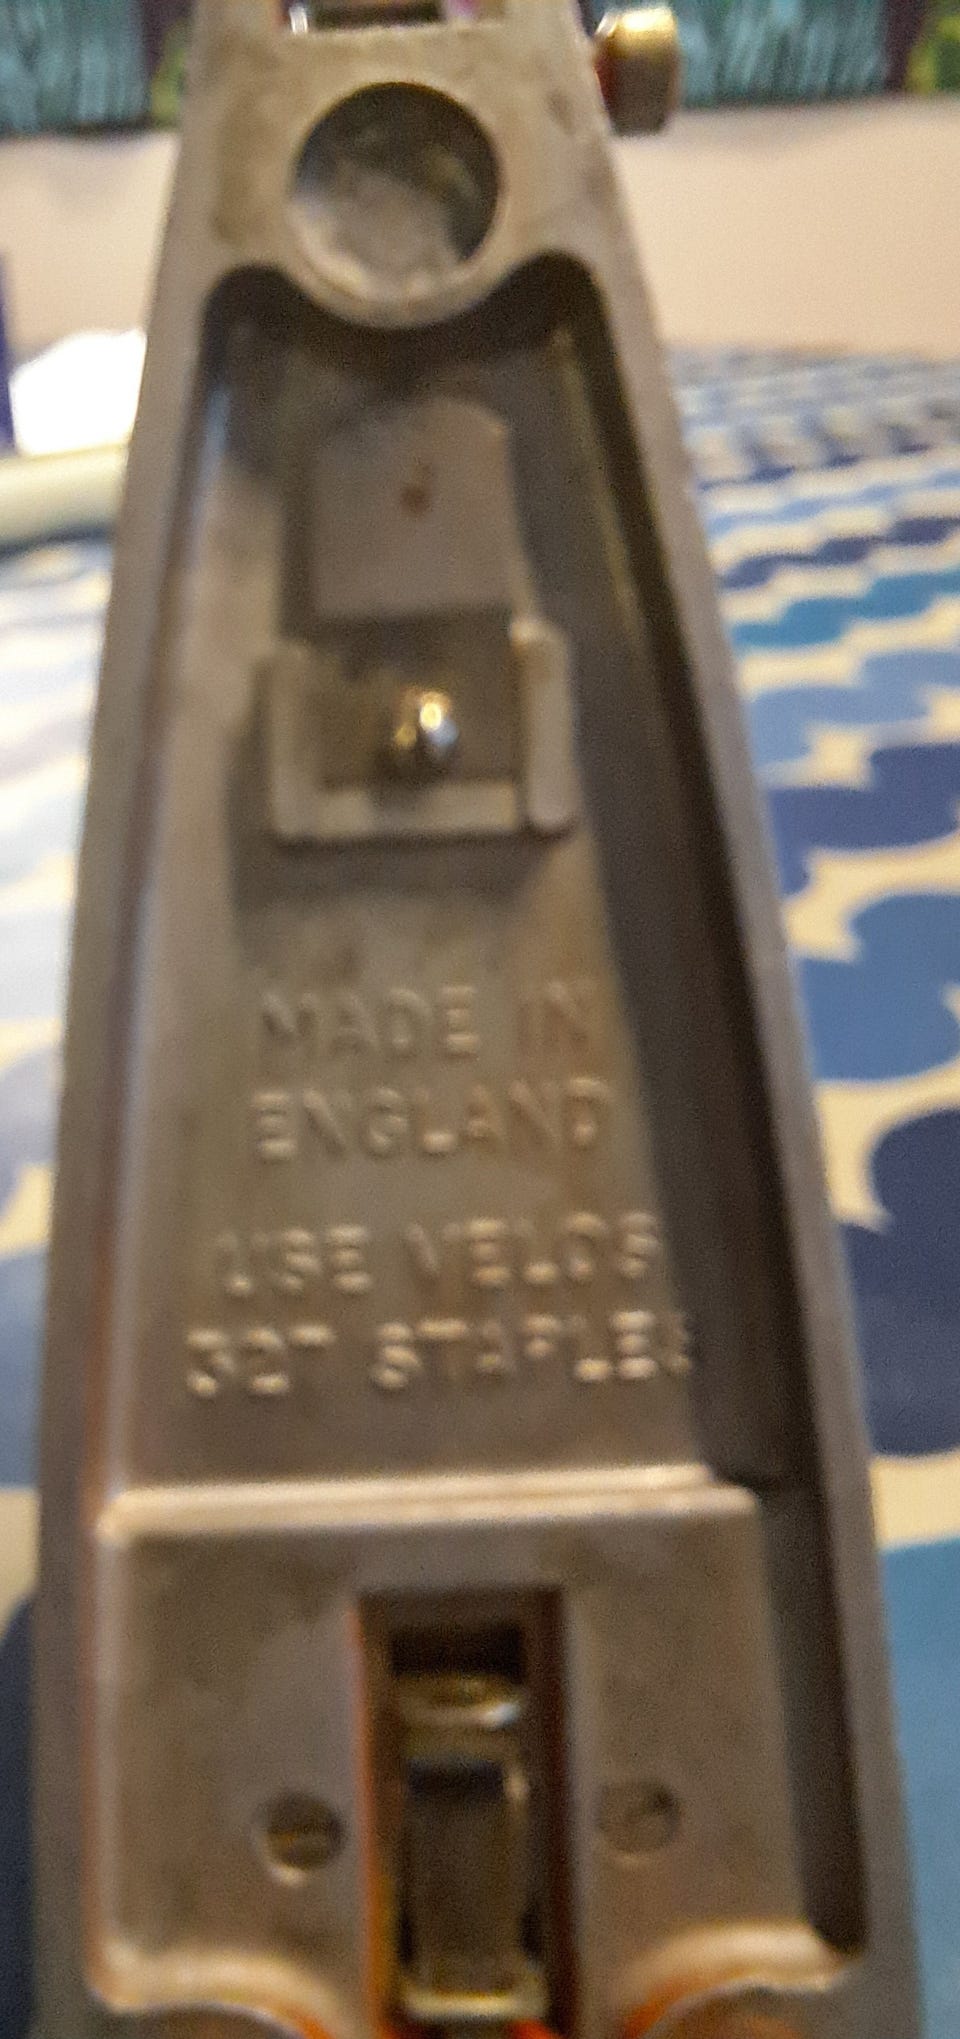 MADE IN
ENGLAND
USE VELOS
STAPLES